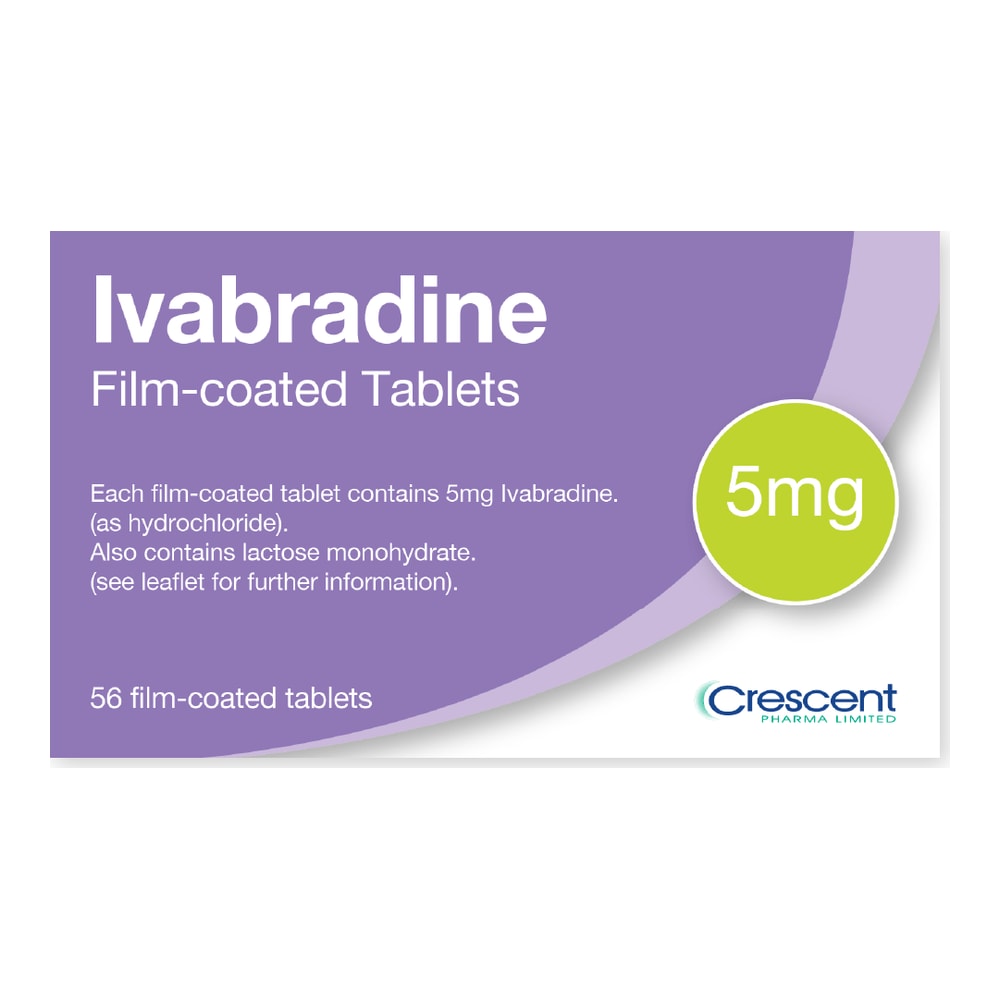 Ivabradine
Film-coated Tablets
Each film-coated tablet contains 5mg Ivabradine.
(as hydrochloride).
Also contains lactose monohydrate.
(see leaflet for further information).
5mg
56 film-coated tablets
Crescent
PHARMA LIMITED